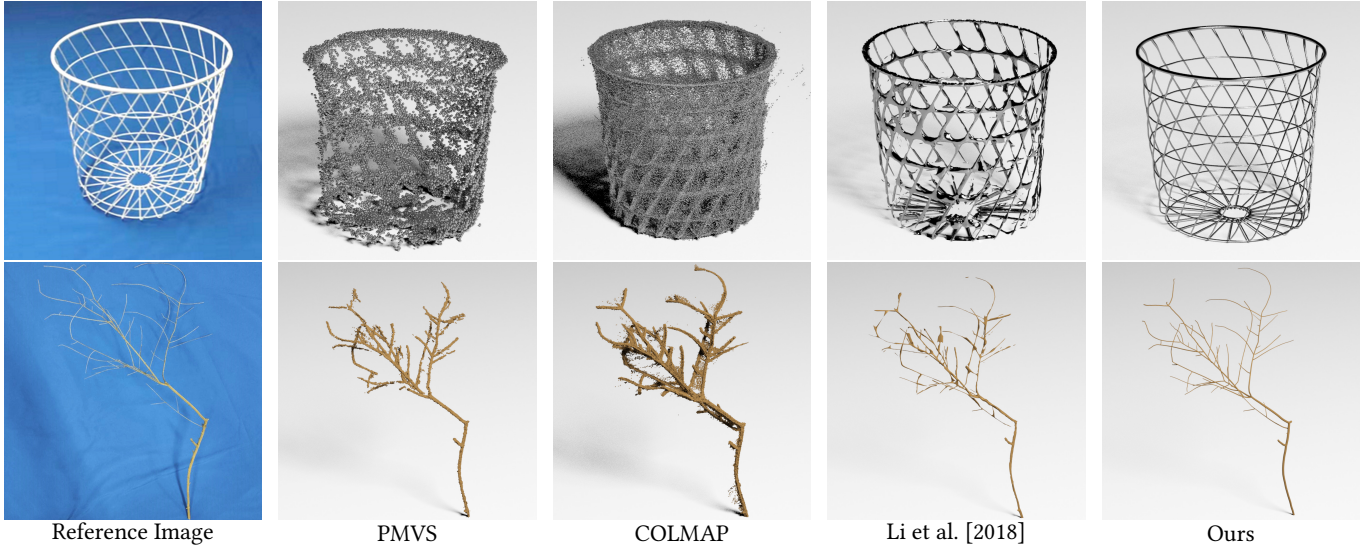 Reference Image
PMVS
COLMAP
Li et al. [2018]
Ours